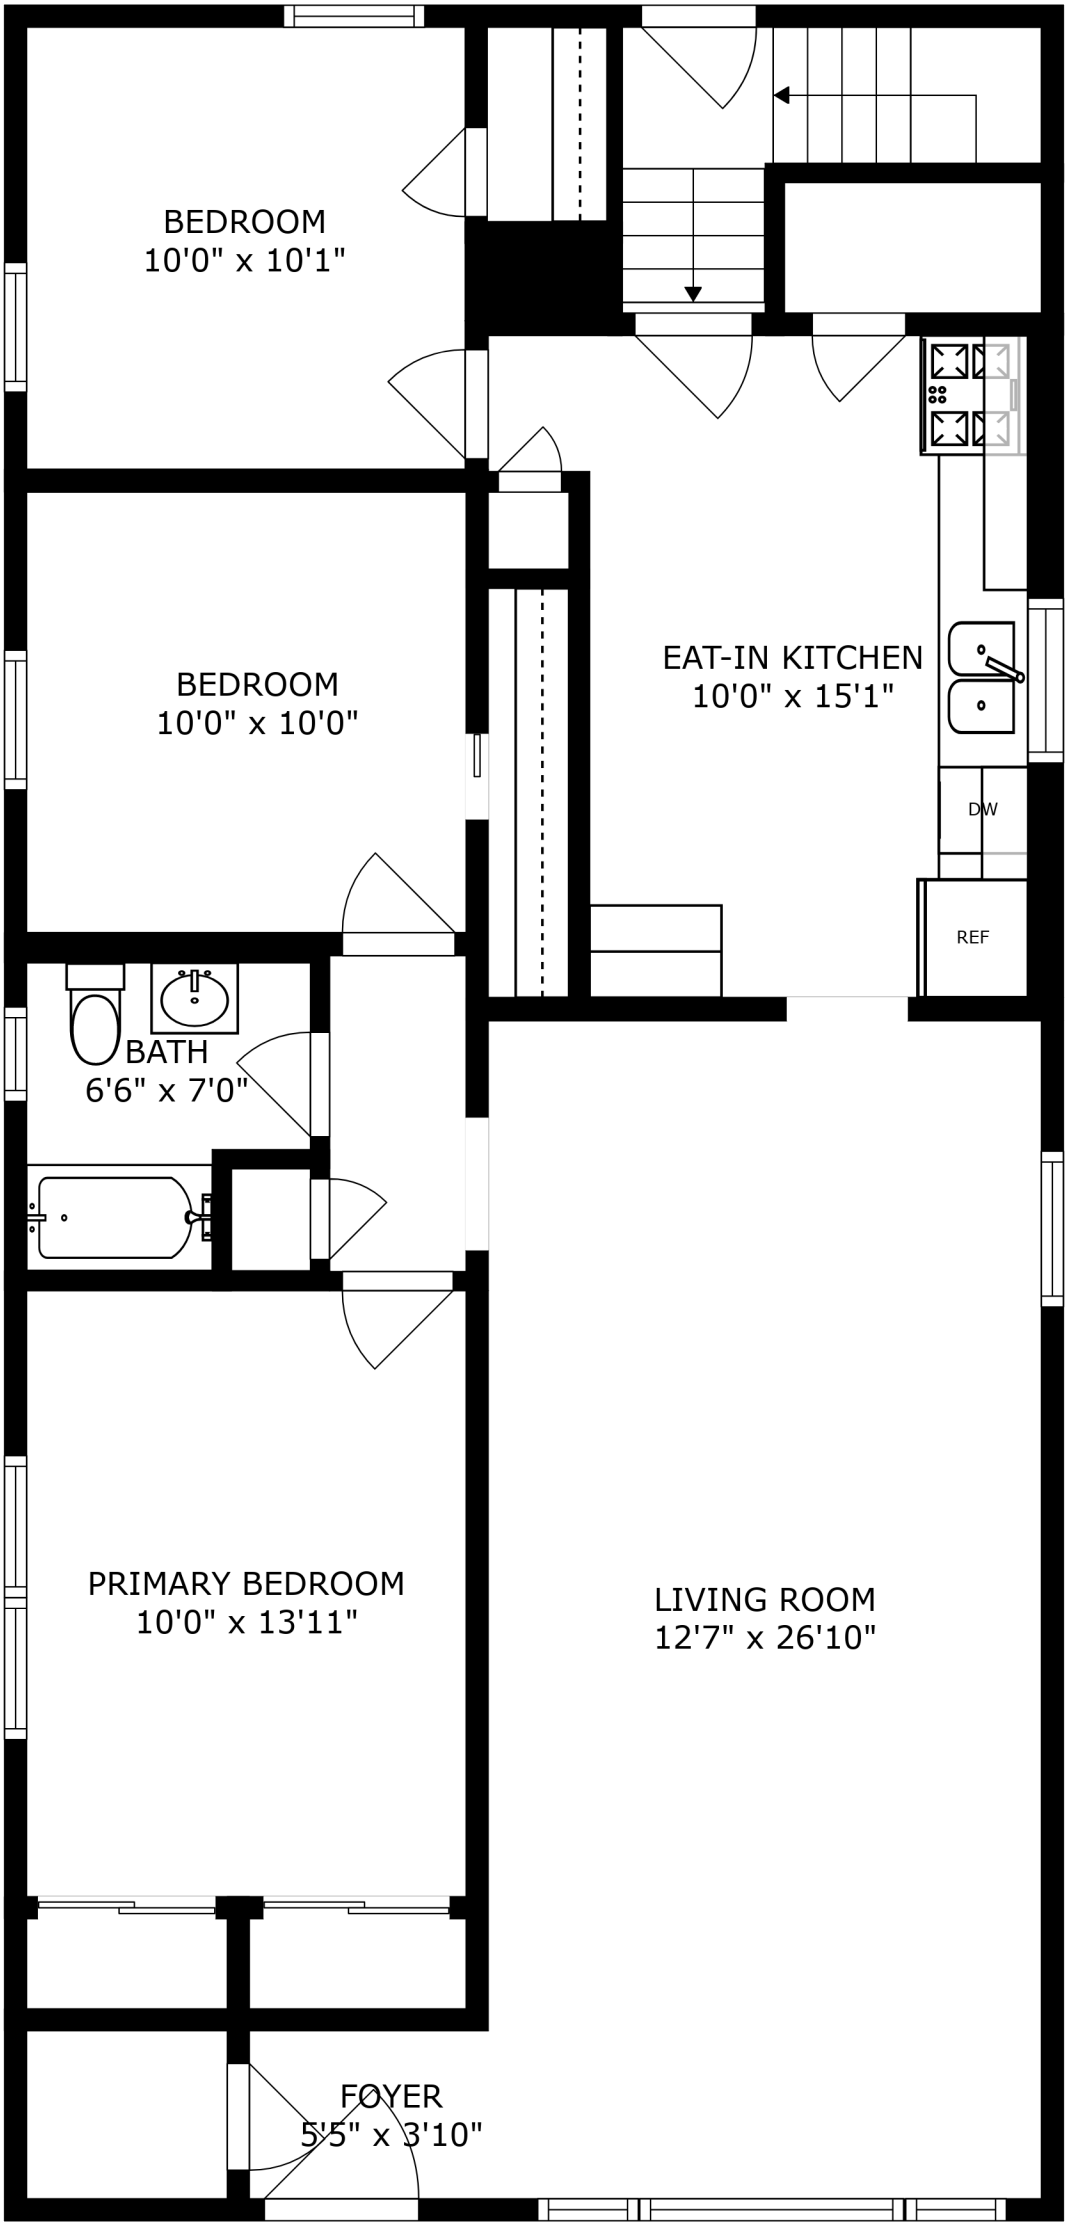 BEDROOM
10'0" x 10'1"
EAT-IN KITCHEN
10'0" x 15'1"
BEDROOM
10'0" x 10'0"
DW
REF
BATH
6'6" x 7'0"
PRIMARY BEDROOM
10'0" x 13'11"
LIVING ROOM
12'7" x 26'10"
FOYER
5'5" x 3'10"